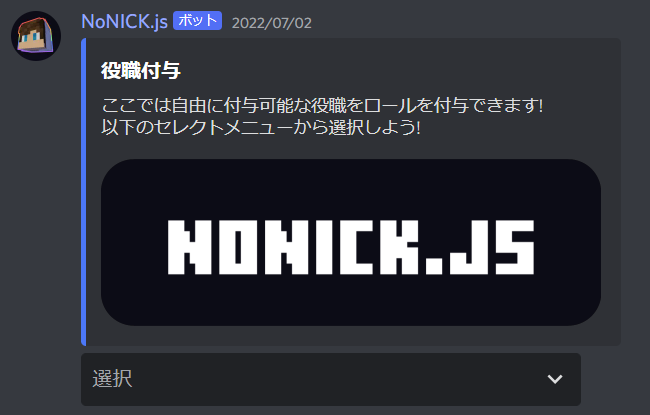 NoNICK.js ボット 2022/07/02
役職付与
ここでは自由に付与可能な役職をロールを付与できます!
以下のセレクトメニューから選択しよう!
NONICK.JS
選択